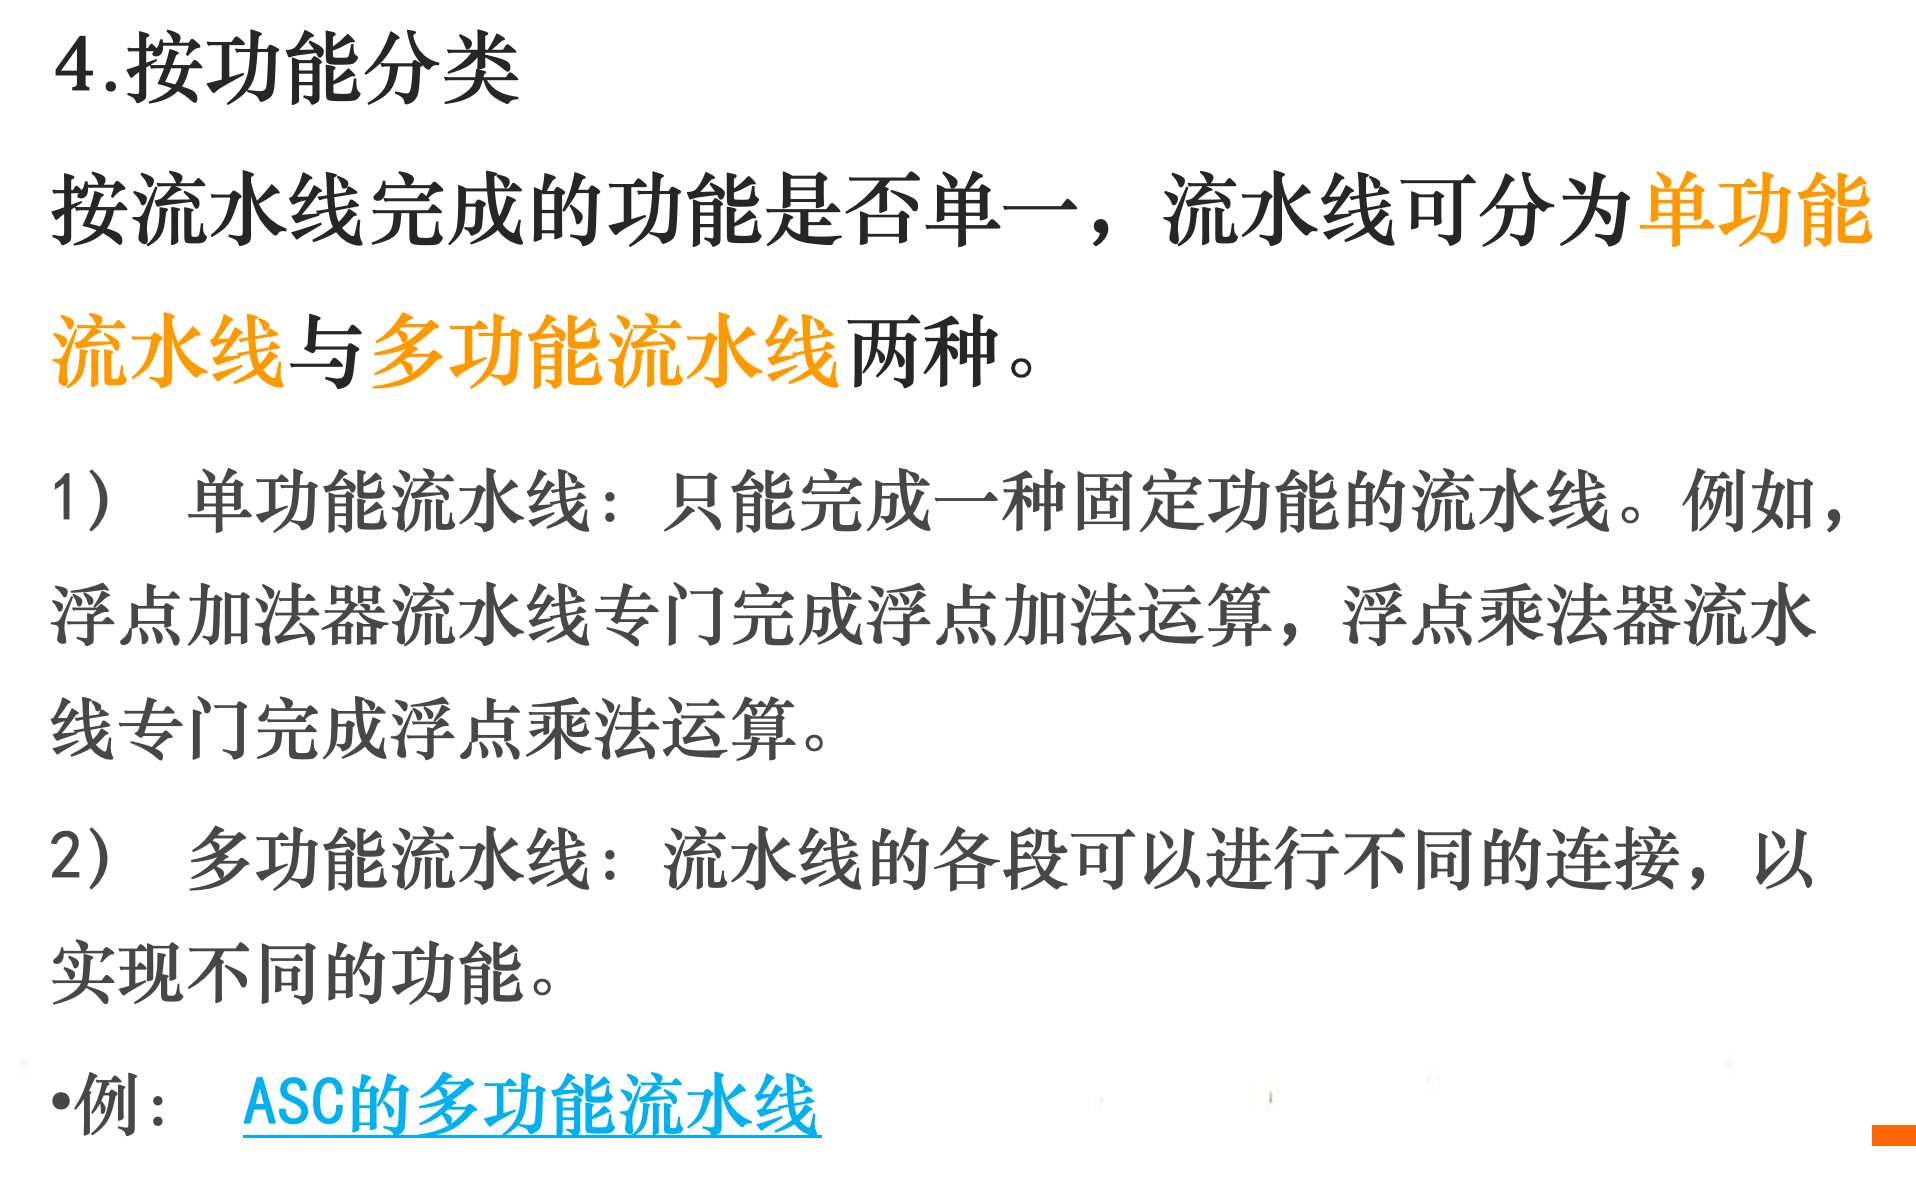 4.按功能分类
按流水线完成的功能是否单一，流水线可分为单功能
流水线与多功能流水线两种。
1) 单功能流水线：只能完成一种固定功能的流水线。例如，
浮点加法器流水线专门完成浮点加法运算，浮点乘法器流水
线专门完成浮点乘法运算。
2) 多功能流水线：流水线的各段可以进行不同的连接，以
实现不同的功能。
•例： ASC的多功能流水线